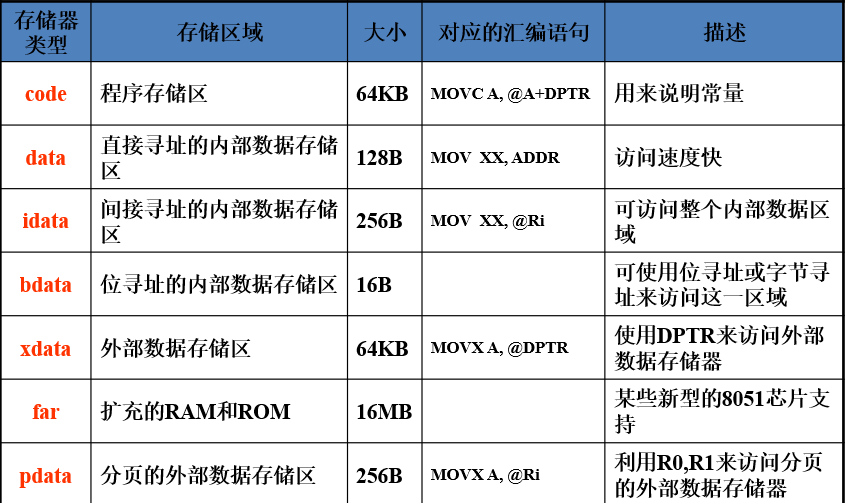 存储器
类型
存储区域
大小
对应的汇编语句
描述
code
程序存储区
64KB
MOVC A, @A+DPTR
用来说明常量
data
直接寻址的内部数据存储
区
128B
MOV XX, ADDR
访问速度快
idata
间接寻址的内部数据存储
区
256B
MOV XX, @Ri
可访问整个内部数据区
域
bdata
位寻址的内部数据存储区
16B
可使用位寻址或字节寻
址来访问这一区域
xdata
外部数据存储区
64KB
MOVX A, @DPTR
使用DPTR来访问外部
数据存储器
far
扩充的RAM和ROM
16MB
某些新型的8051芯片支
持
pdata
分页的外部数据存储区
256B
MOVX A, @Ri
利用R0,R1来访问分页
的外部数据存储器